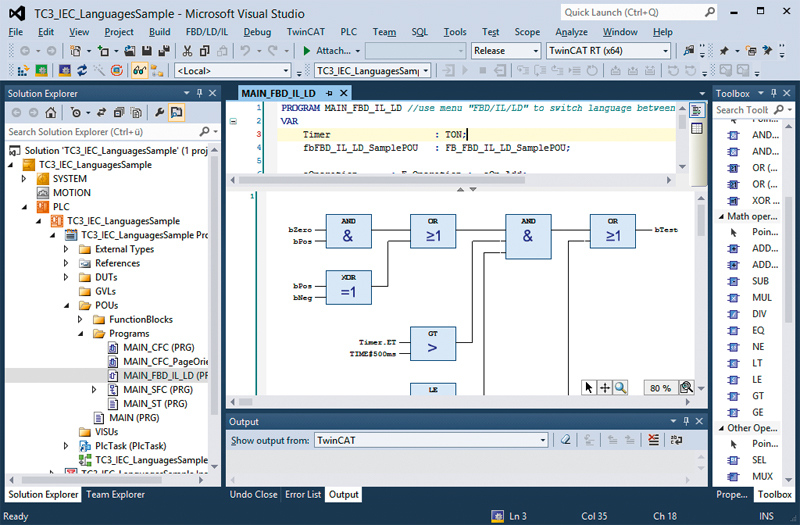 TC3_IEC_LanguagesSample - Microsoft Visual Studio
Quick Launch (Ctrl+Q)
File Edit View Project Build FBD/LD/IL Debug TwinCAT PLC Team SQL Tools Test Scope Analyze Window Help
Attach... Release TwinCAT RT (x64)
<Local> TC3_IEC_LanguagesSamp
Solution Explorer
Search Solution Explorer (Ctrl+ü)
Solution 'TC3_IEC_LanguagesSample' (1 proj
TC3_IEC_LanguagesSample
SYSTEM
MOTION
PLC
TC3_IEC_LanguagesSample
TC3_IEC_LanguagesSample Pro
External Types
References
DUTs
GVLs
POUs
FunctionBlocks
Programs
MAIN_CFC (PRG)
MAIN_CFC_PageOrie
MAIN_FBD_IL_LD (PR
MAIN_SFC (PRG)
MAIN_ST (PRG)
MAIN (PRG)
VISUs
PlcTask (PlcTask)
TC3_IEC_LanguagesSample
Solution Explorer Team Explorer
MAIN_FBD_IL_LD
1 PROGRAM MAIN_FBD_IL_LD //use menu "FBD/IL/LD" to switch language between
2 VAR
3 Timer : TON;
4 fbFBD_IL_LD_SamplePOU : FB_FBD_IL_LD_SamplePOU;
1
AND
&
bZero
bPos
OR
≥1
AND
&
OR
≥1
bTest
XOR
=1
bPos
bNeg
GT
>
Timer.ET
TIME#500ms
LE
80 %
Output
Show output from: TwinCAT
Undo Close Error List Output
Toolbox
Search Toolbox
Poin...
AND...
AND...
OR (...
OR (...
XOR ...
Math oper...
Poin...
ADD...
ADD...
SUB
MUL
DIV
EQ
NE
LT
LE
GT
GE
Other Ope...
Poin...
SEL
MUX
Prope... Toolbox
Ready Ln 3 Col 35 Ch 18 INS